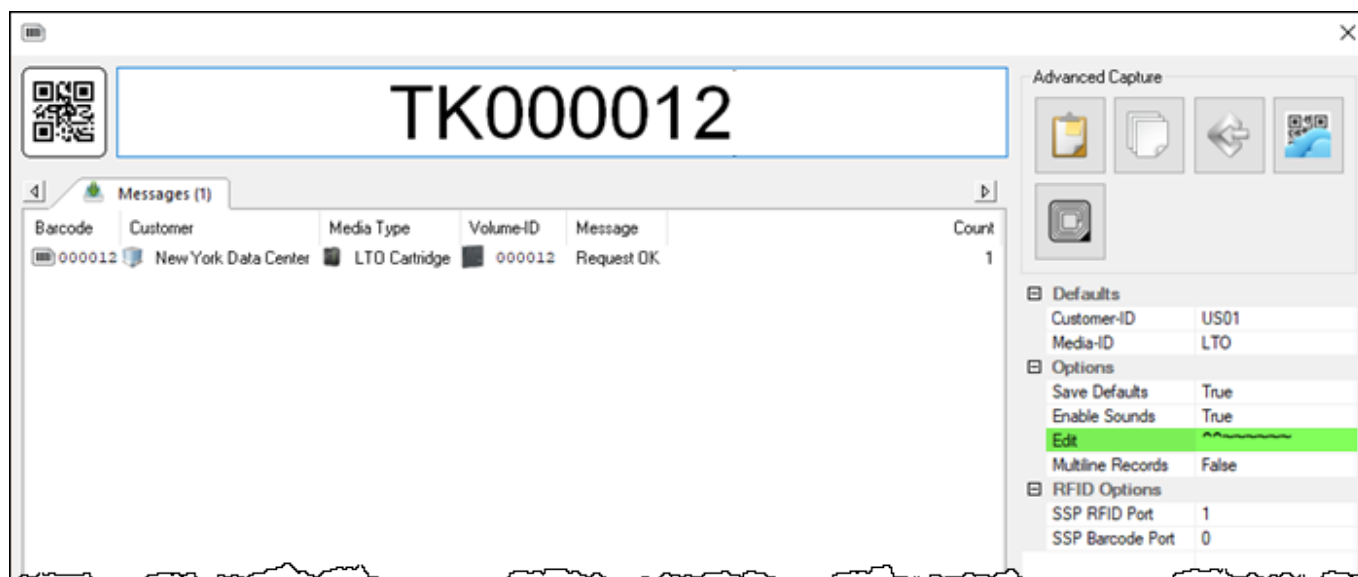 TK000012
Messages (1)
Barcode Customer Media Type Volume-ID Message Count
000012 New York Data Center LTO Cartridge 000012 Request OK 1
Advanced Capture
Defaults
Customer-ID US01
Media-ID LTO
Options
Save Defaults True
Enable Sounds True
Edit ^^~~~~~~
Multiline Records False
RFID Options
SSP RFID Port 1
SSP Barcode Port 0